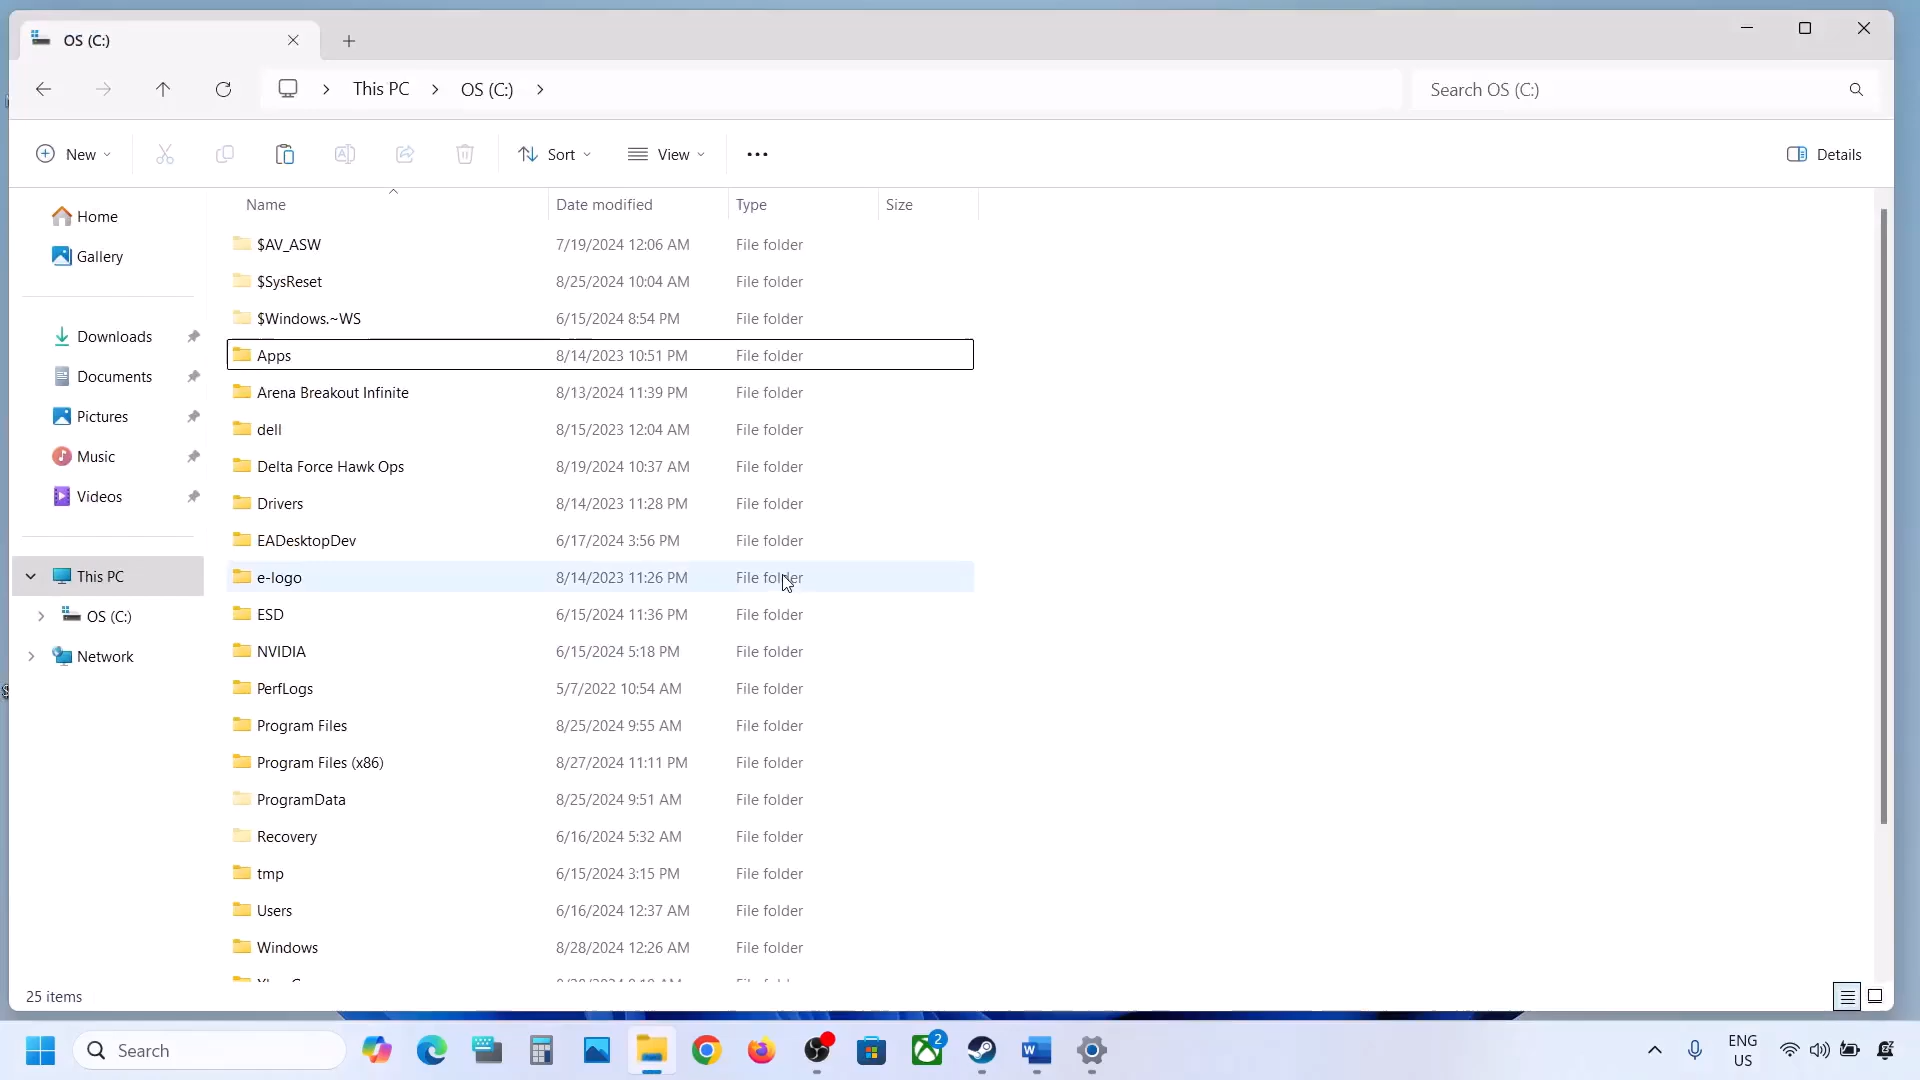 OS (C:)
This PC
OS (C:)
Search OS (C:)
New
Sort
View
Details
Name
Date modified
Type
Size
Home
Gallery
Downloads
Documents
Pictures
Music
Videos
This PC
OS (C:)
Network
$AV_ASW 7/19/2024 12:06 AM File folder
$SysReset 8/25/2024 10:04 AM File folder
$Windows.~WS 6/15/2024 8:54 PM File folder
Apps 8/14/2023 10:51 PM File folder
Arena Breakout Infinite 8/13/2024 11:39 PM File folder
dell 8/15/2023 12:04 AM File folder
Delta Force Hawk Ops 8/19/2024 10:37 AM File folder
Drivers 8/14/2023 11:28 PM File folder
EADesktopDev 6/17/2024 3:56 PM File folder
e-logo 8/14/2023 11:26 PM File folder
ESD 6/15/2024 11:36 PM File folder
NVIDIA 6/15/2024 5:18 PM File folder
PerfLogs 5/7/2022 10:54 AM File folder
Program Files 8/25/2024 9:55 AM File folder
Program Files (x86) 8/27/2024 11:11 PM File folder
ProgramData 8/25/2024 9:51 AM File folder
Recovery 6/16/2024 5:32 AM File folder
tmp 6/15/2024 3:15 PM File folder
Users 6/16/2024 12:37 AM File folder
Windows 8/28/2024 12:26 AM File folder
25 items
Search
2
ENG
US